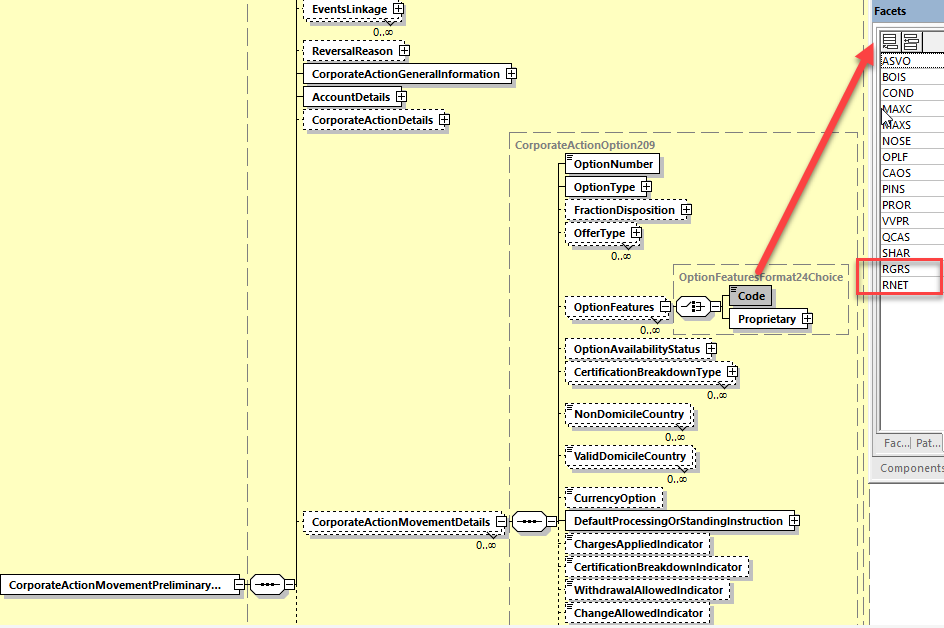 EventsLinkage
0..∞
ReversalReason
CorporateActionGeneralInformation
AccountDetails
CorporateActionDetails
CorporateActionOption209
OptionNumber
OptionType
FractionDisposition
OfferType
0..∞
OptionFeaturesFormat24Choice
OptionFeatures
0..∞
Code
Proprietary
OptionAvailabilityStatus
CertificationBreakdownType
0..∞
NonDomicileCountry
0..∞
ValidDomicileCountry
0..∞
CurrencyOption
CorporateActionMovementDetails
0..∞
DefaultProcessingOrStandingInstruction
ChargesAppliedIndicator
CertificationBreakdownIndicator
WithdrawalAllowedIndicator
ChangeAllowedIndicator
CorporateActionMovementPreliminary...
Facets
ASVO
BOIS
COND
MAXC
MAXS
NOSE
OPLF
CAOS
PINS
PROR
VVPR
QCAS
SHAR
RGRS
RNET
Fac... Pat...
Components